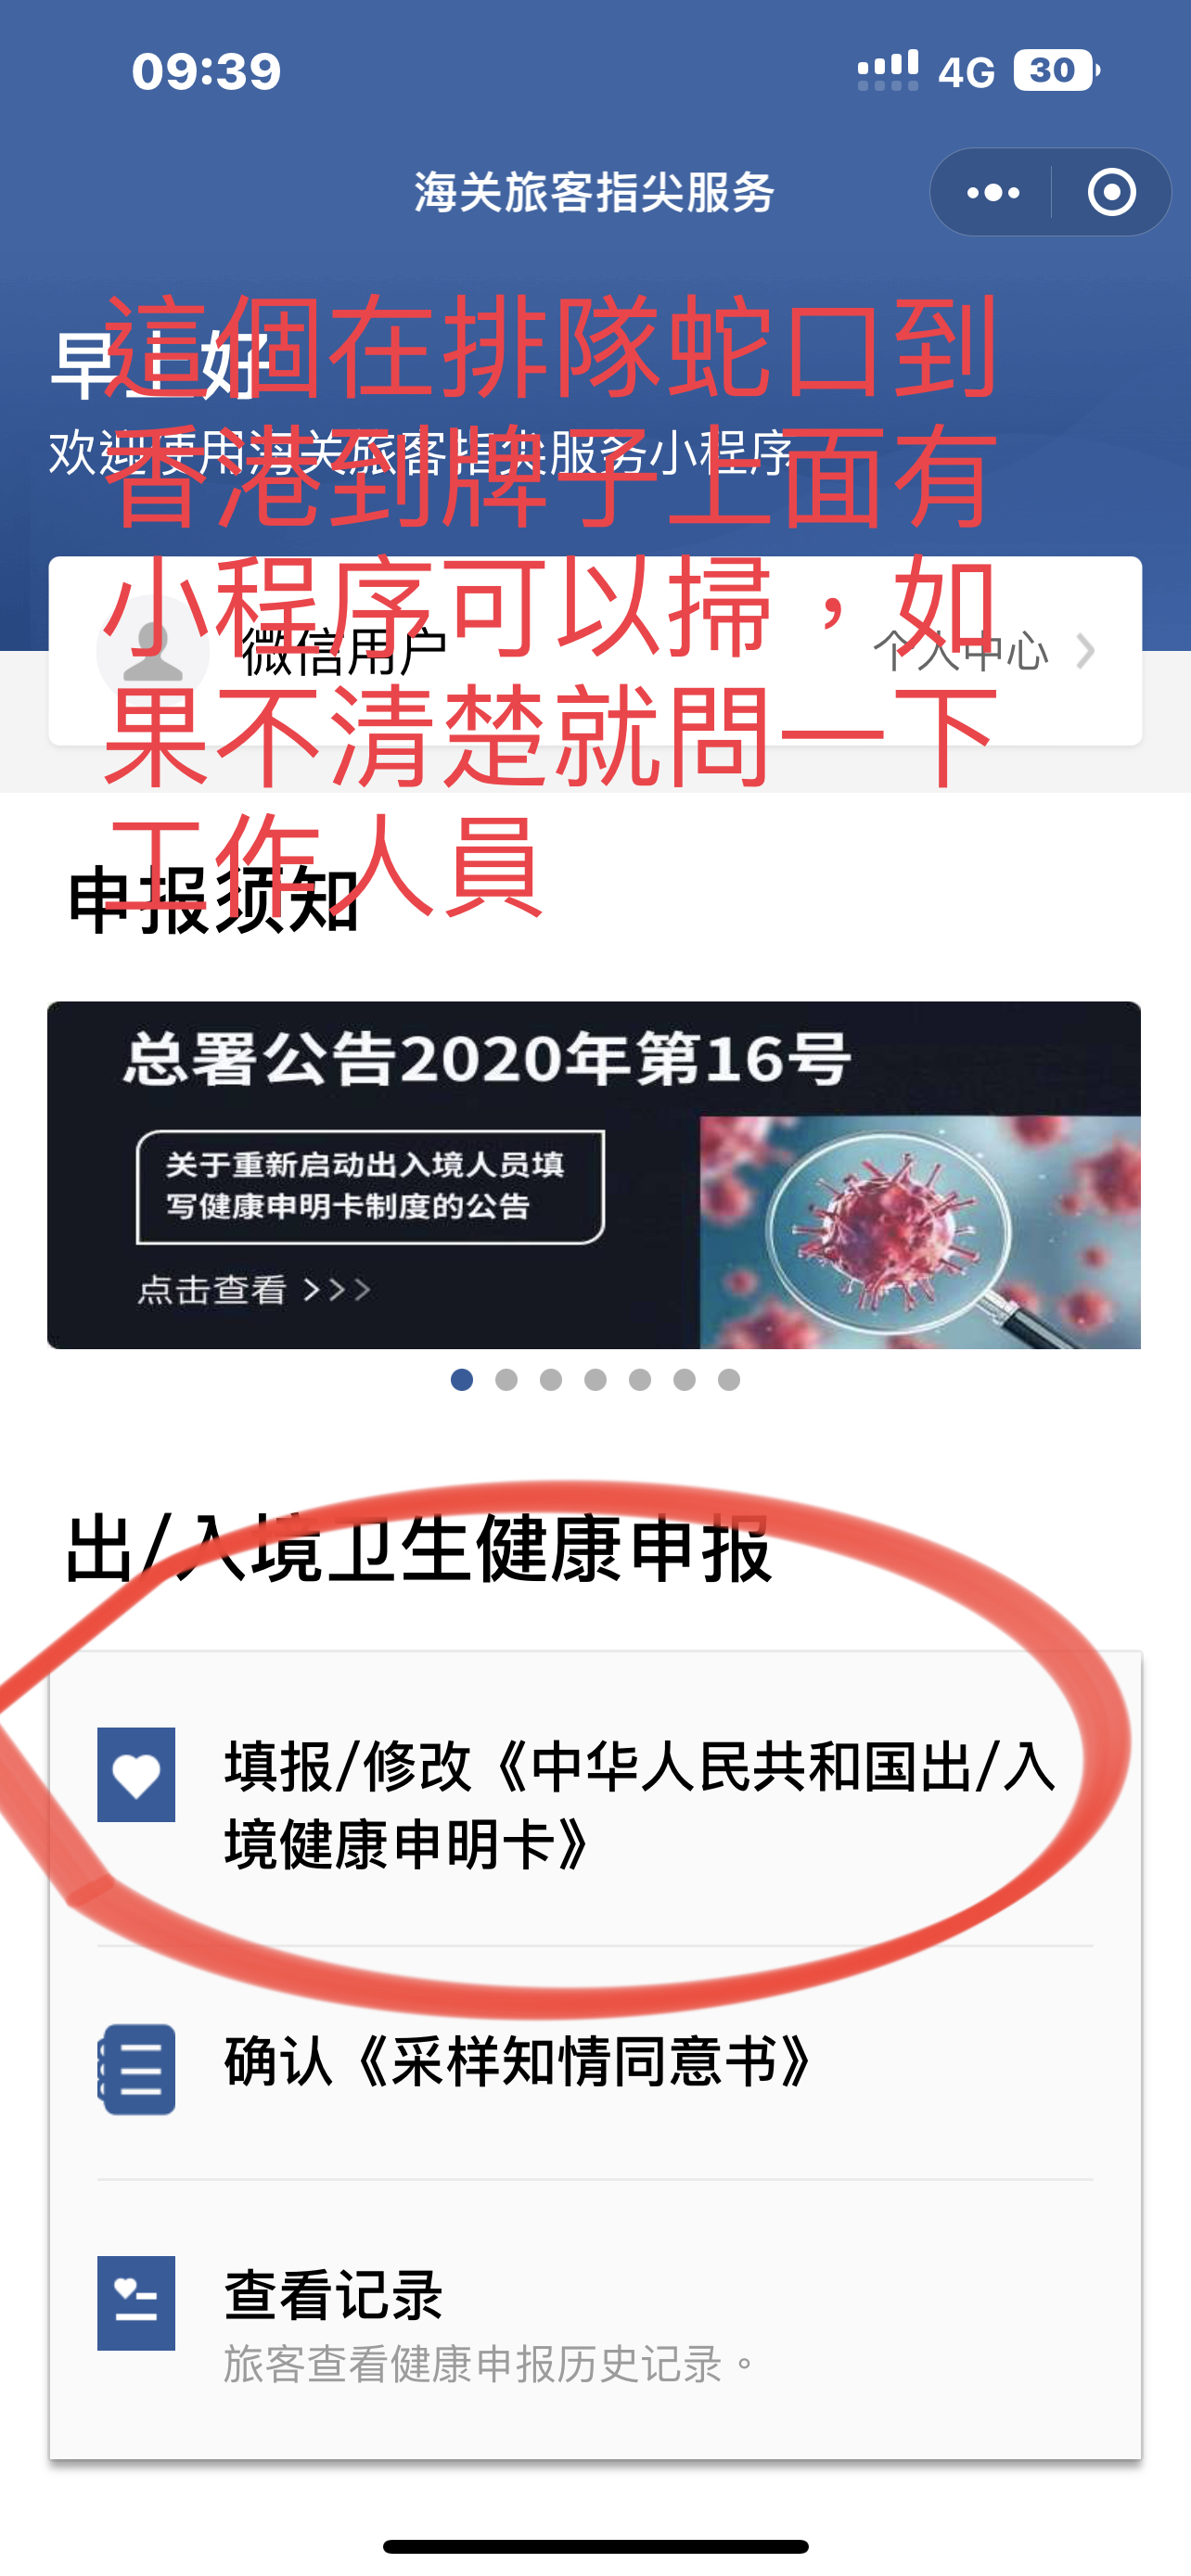 09:39
4G
30
海关旅客指尖服务
早上好
欢迎使用海关旅客指尖服务小程序
這個在排隊蛇口到
香港到牌子上面有
小程序可以掃，如
果不清楚就問一下
工作人員
微信用户
个人中心
申报须知
总署公告2020年第16号
关于重新启动出入境人员填
写健康申明卡制度的公告
点击查看 >>>
出/入境卫生健康申报
填报/修改《中华人民共和国出/入
境健康申明卡》
确认《采样知情同意书》
查看记录
旅客查看健康申报历史记录。